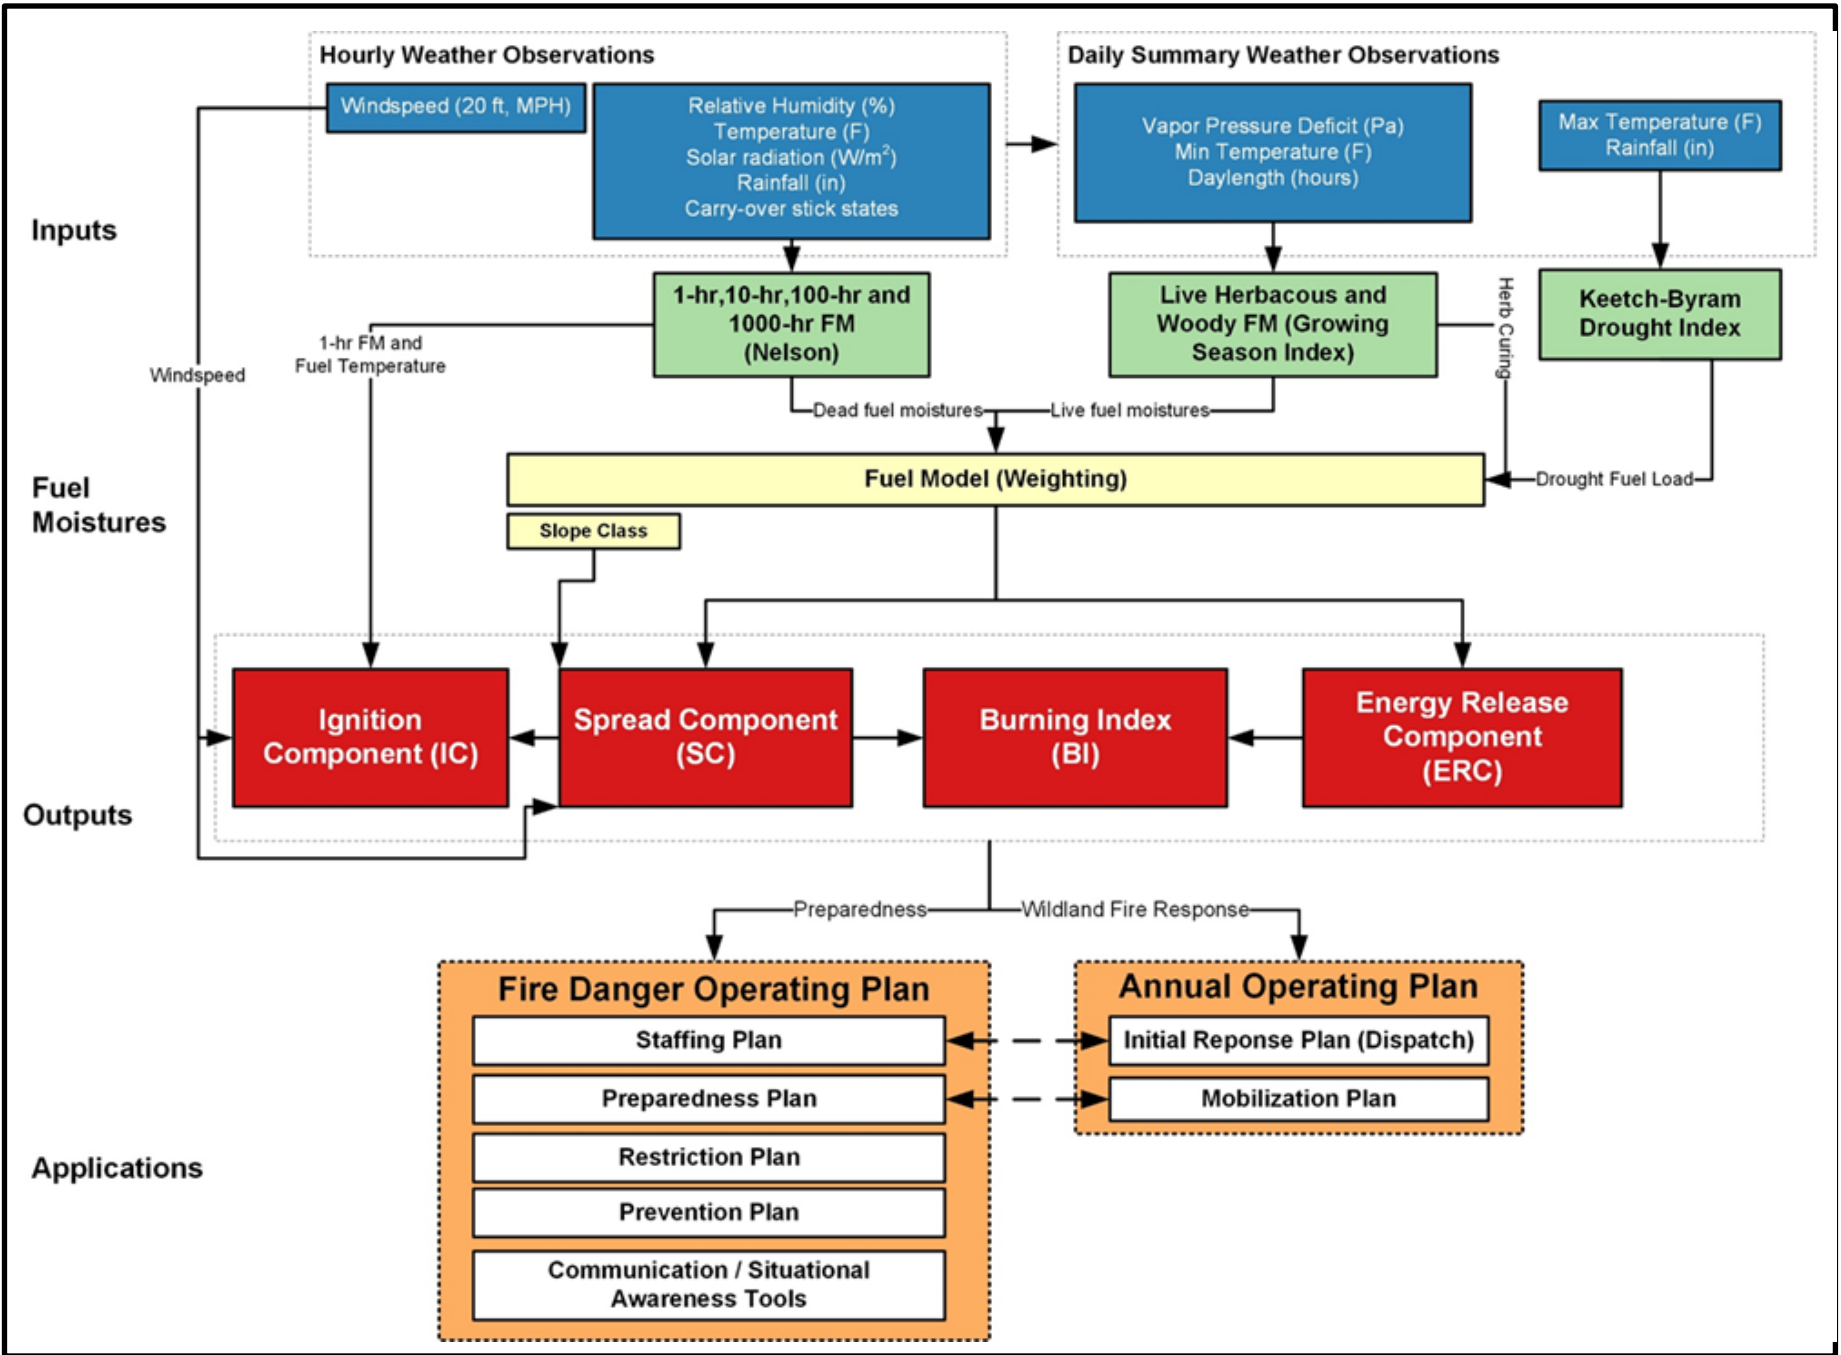 Hourly Weather Observations
Windspeed (20 ft, MPH)
Relative Humidity (%)
Temperature (F)
Solar radiation (W/m²)
Rainfall (in)
Carry-over stick states
Daily Summary Weather Observations
Vapor Pressure Deficit (Pa)
Min Temperature (F)
Daylength (hours)
Max Temperature (F)
Rainfall (in)
Inputs
1-hr,10-hr,100-hr and
1000-hr FM
(Nelson)
Live Herbacous and
Woody FM (Growing
Season Index)
Herb Curing
Keetch-Byram
Drought Index
1-hr FM and
Fuel Temperature
Windspeed
Dead fuel moistures
Live fuel moistures
Fuel
Moistures
Fuel Model (Weighting)
Drought Fuel Load
Slope Class
Ignition
Component (IC)
Spread Component
(SC)
Burning Index
(BI)
Energy Release
Component
(ERC)
Outputs
Preparedness
Wildland Fire Response
Fire Danger Operating Plan
Staffing Plan
Preparedness Plan
Restriction Plan
Prevention Plan
Communication / Situational
Awareness Tools
Annual Operating Plan
Initial Reponse Plan (Dispatch)
Mobilization Plan
Applications